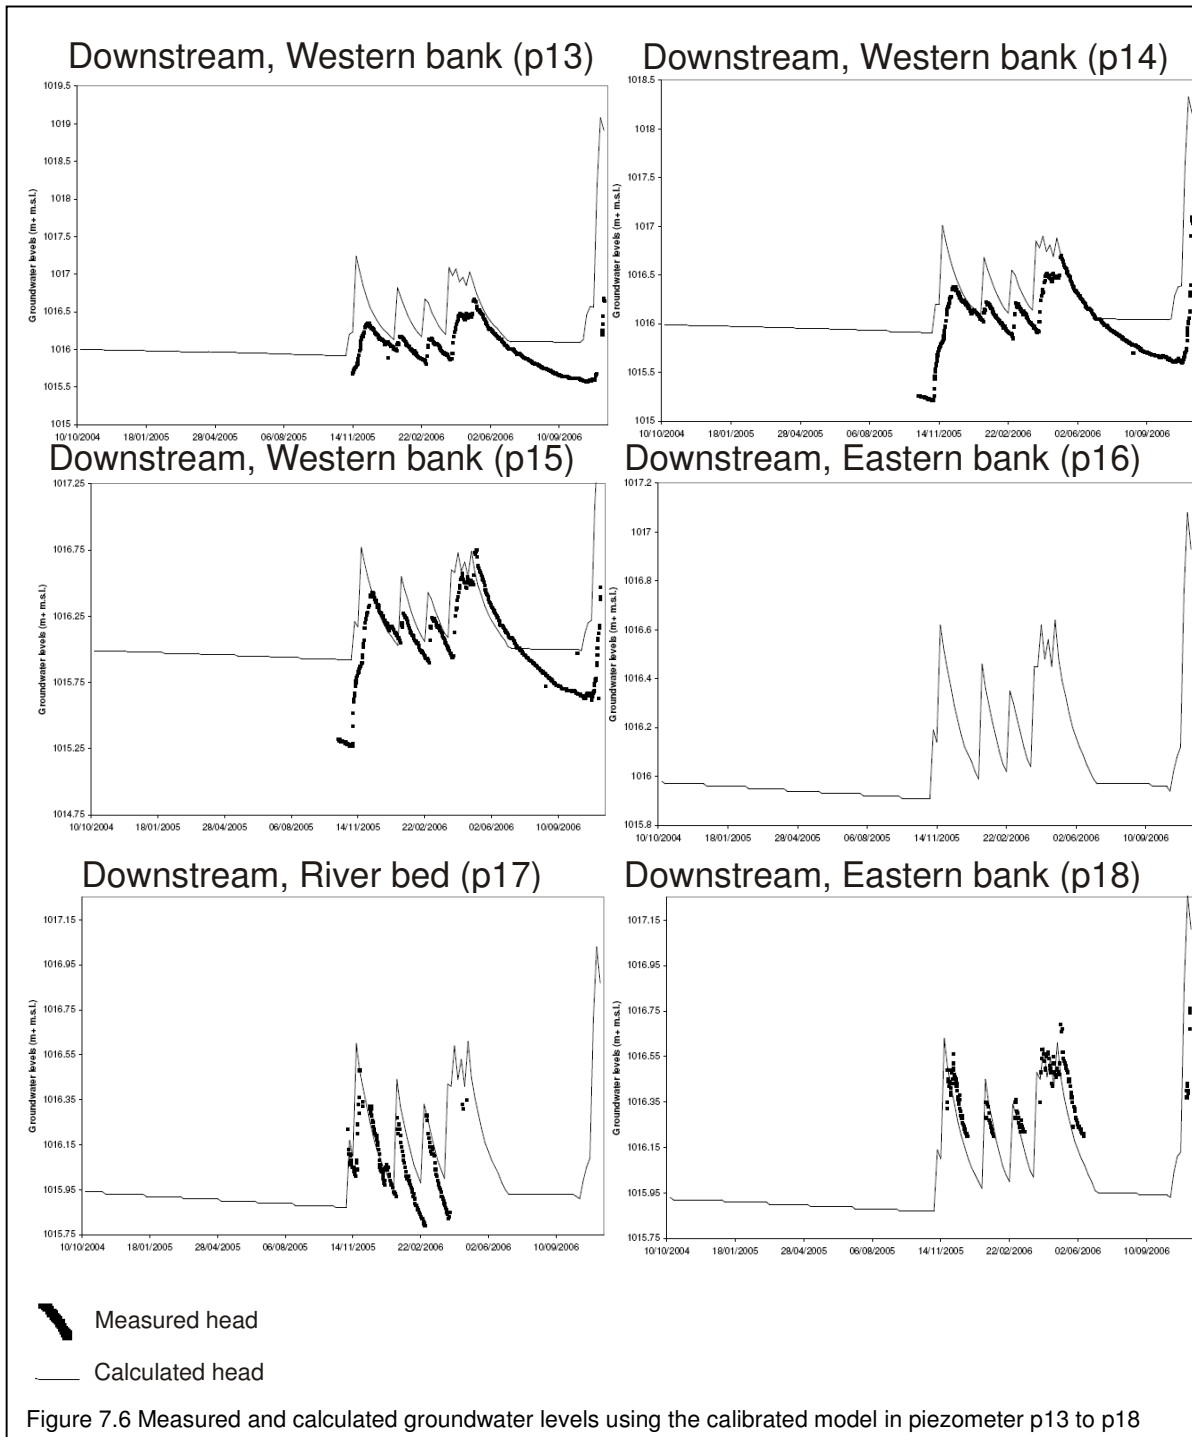 Downstream, Western bank (p13)
Groundwater levels (m+ m.s.l.)
1019.5
1019
1018.5
1018
1017.5
1017
1016.5
1016
1015.5
1015
10/10/2004 18/01/2005 28/04/2005 06/08/2005 14/11/2005 22/02/2006 02/06/2006 10/09/2006
Downstream, Western bank (p14)
Groundwater levels (m+ m.s.l.)
1018.5
1018
1017.5
1017
1016.5
1016
1015.5
1015
10/10/2004 18/01/2005 28/04/2005 06/08/2005 14/11/2005 22/02/2006 02/06/2006 10/09/2006
Downstream, Western bank (p15)
Groundwater levels (m+ m.s.l.)
1017.25
1016.75
1016.25
1015.75
1015.25
1014.75
10/10/2004 18/01/2005 28/04/2005 06/08/2005 14/11/2005 22/02/2006 02/06/2006 10/09/2006
Downstream, Eastern bank (p16)
Groundwater levels (m+ m.s.l.)
1017.2
1017
1016.8
1016.6
1016.4
1016.2
1016
1015.8
10/10/2004 18/01/2005 28/04/2005 06/08/2005 14/11/2005 22/02/2006 02/06/2006 10/09/2006
Downstream, River bed (p17)
Groundwater levels (m+ m.s.l.)
1017.15
1016.95
1016.75
1016.55
1016.35
1016.15
1015.95
1015.75
10/10/2004 18/01/2005 28/04/2005 06/08/2005 14/11/2005 22/02/2006 02/06/2006 10/09/2006
Downstream, Eastern bank (p18)
Groundwater levels (m+ m.s.l.)
1017.15
1016.95
1016.75
1016.55
1016.35
1016.15
1015.95
1015.75
10/10/2004 18/01/2005 28/04/2005 06/08/2005 14/11/2005 22/02/2006 02/06/2006 10/09/2006
Measured head
Calculated head
Figure 7.6 Measured and calculated groundwater levels using the calibrated model in piezometer p13 to p18